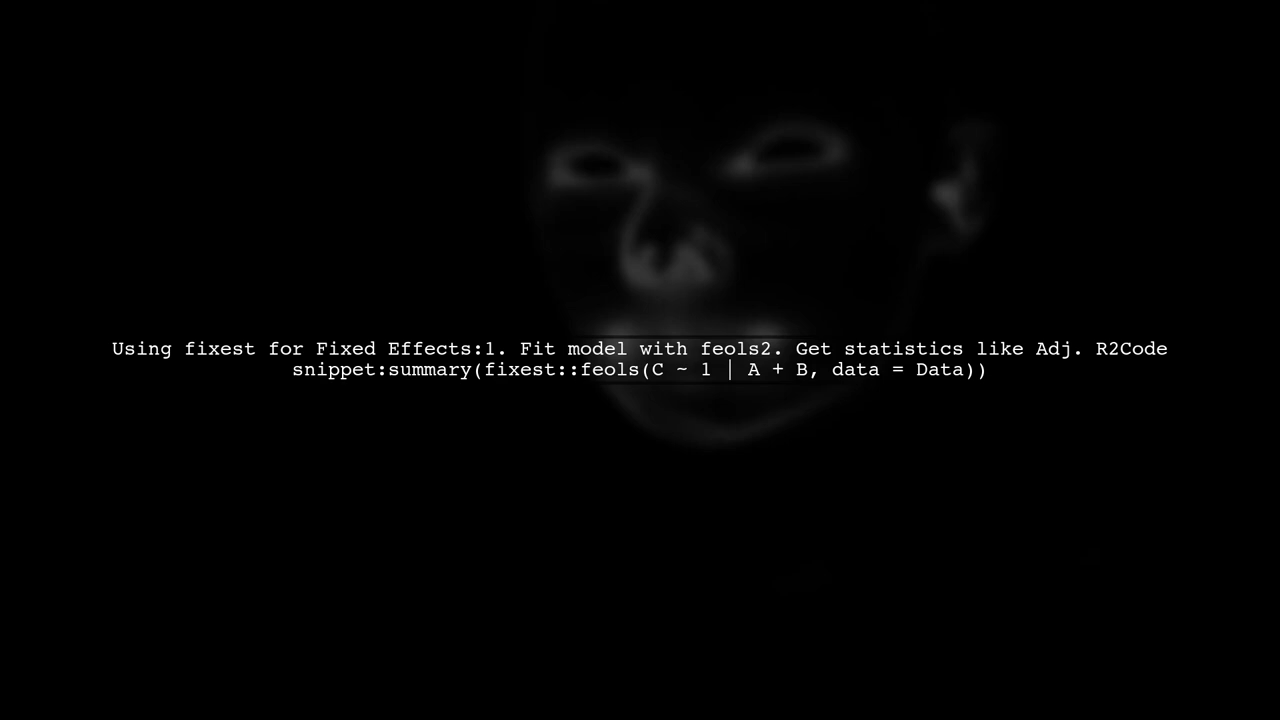 Using fixest for Fixed Effects:1. Fit model with feols2. Get statistics like Adj. R2Code
snippet:summary(fixest::feols(C ~ 1 | A + B, data = Data))